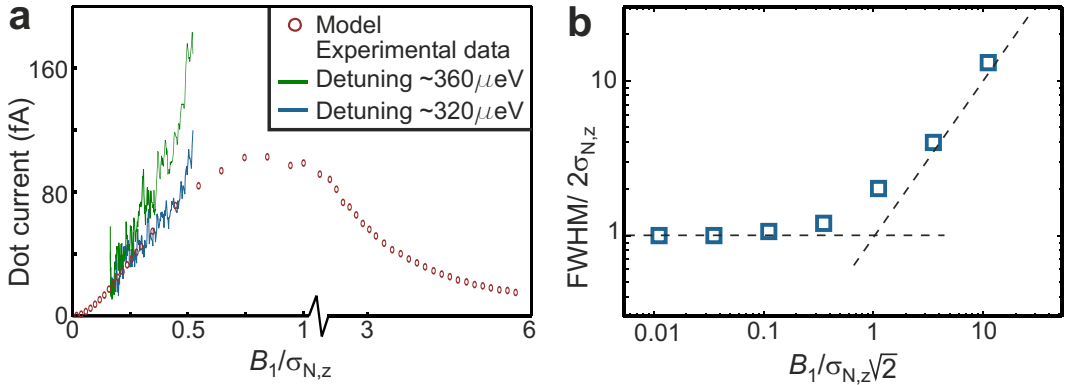 a
Model
Experimental data
Detuning ~360μeV
Detuning ~320μeV
Dot current (fA)
160
80
0
0
0.5
1
3
6
B₁/σN,z
b
FWHM/ 2σN,z
10
1
0.01
0.1
1
10
B₁/σN,z√2